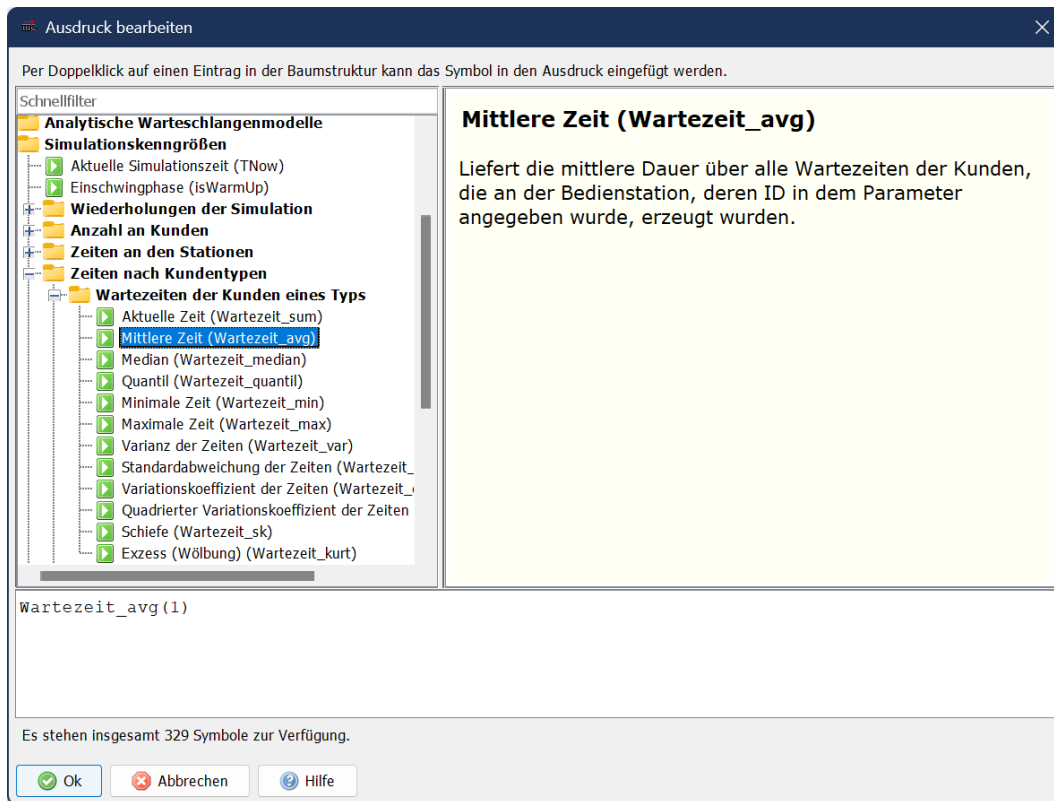 Ausdruck bearbeiten
Per Doppelklick auf einen Eintrag in der Baumstruktur kann das Symbol in den Ausdruck eingefügt werden.
Schnellfilter
Analytische Warteschlangenmodelle
Simulationskenngrößen
Aktuelle Simulationszeit (TNow)
Einschwingphase (isWarmUp)
Wiederholungen der Simulation
Anzahl an Kunden
Zeiten an den Stationen
Zeiten nach Kundentypen
Wartezeiten der Kunden eines Typs
Aktuelle Zeit (Wartezeit_sum)
Mittlere Zeit (Wartezeit_avg)
Median (Wartezeit_median)
Quantil (Wartezeit_quantil)
Minimale Zeit (Wartezeit_min)
Maximale Zeit (Wartezeit_max)
Varianz der Zeiten (Wartezeit_var)
Standardabweichung der Zeiten (Wartezeit_
Variationskoeffizient der Zeiten (Wartezeit_
Quadrierter Variationskoeffizient der Zeiten
Schiefe (Wartezeit_sk)
Exzess (Wölbung) (Wartezeit_kurt)
Mittlere Zeit (Wartezeit_avg)
Liefert die mittlere Dauer über alle Wartezeiten der Kunden,
die an der Bedienstation, deren ID in dem Parameter
angegeben wurde, erzeugt wurden.
Wartezeit_avg(1)
Es stehen insgesamt 329 Symbole zur Verfügung.
Ok
Abbrechen
Hilfe